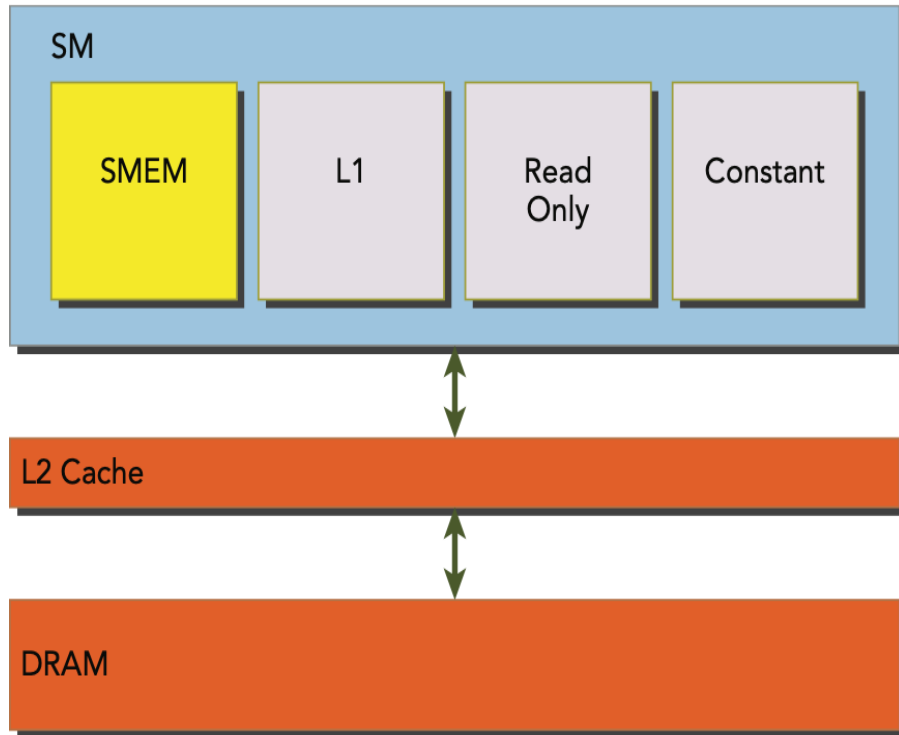 SM
SMEM
L1
Read
Only
Constant
L2 Cache
DRAM